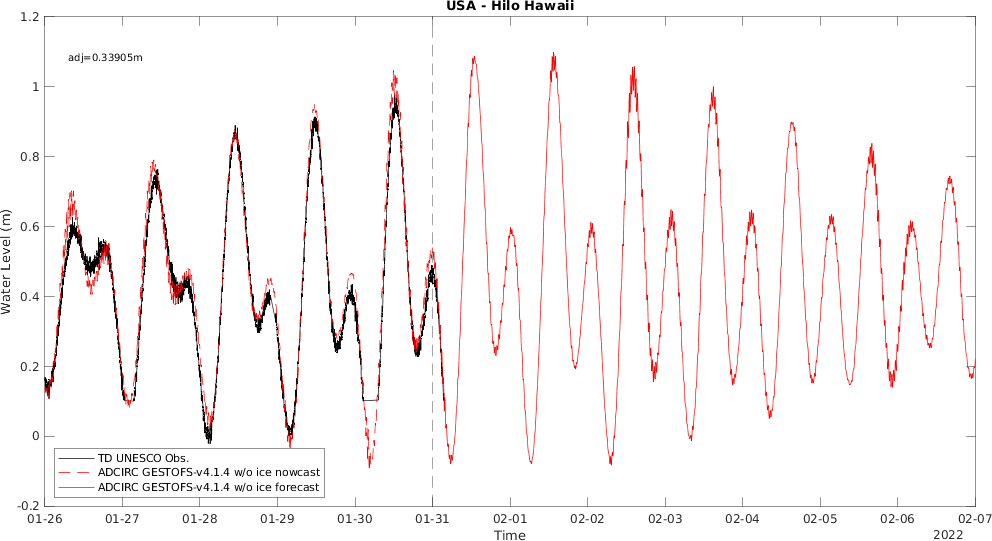 USA - Hilo Hawaii
1.2
adj=0.33905m
1
0.8
0.6
0.4
0.2
0
-0.2
Water Level (m)
TD UNESCO Obs.
ADCIRC GESTOFS-v4.1.4 w/o ice nowcast
ADCIRC GESTOFS-v4.1.4 w/o ice forecast
01-26 01-27 01-28 01-29 01-30 01-31 02-01 02-02 02-03 02-04 02-05 02-06 02-07
Time
2022